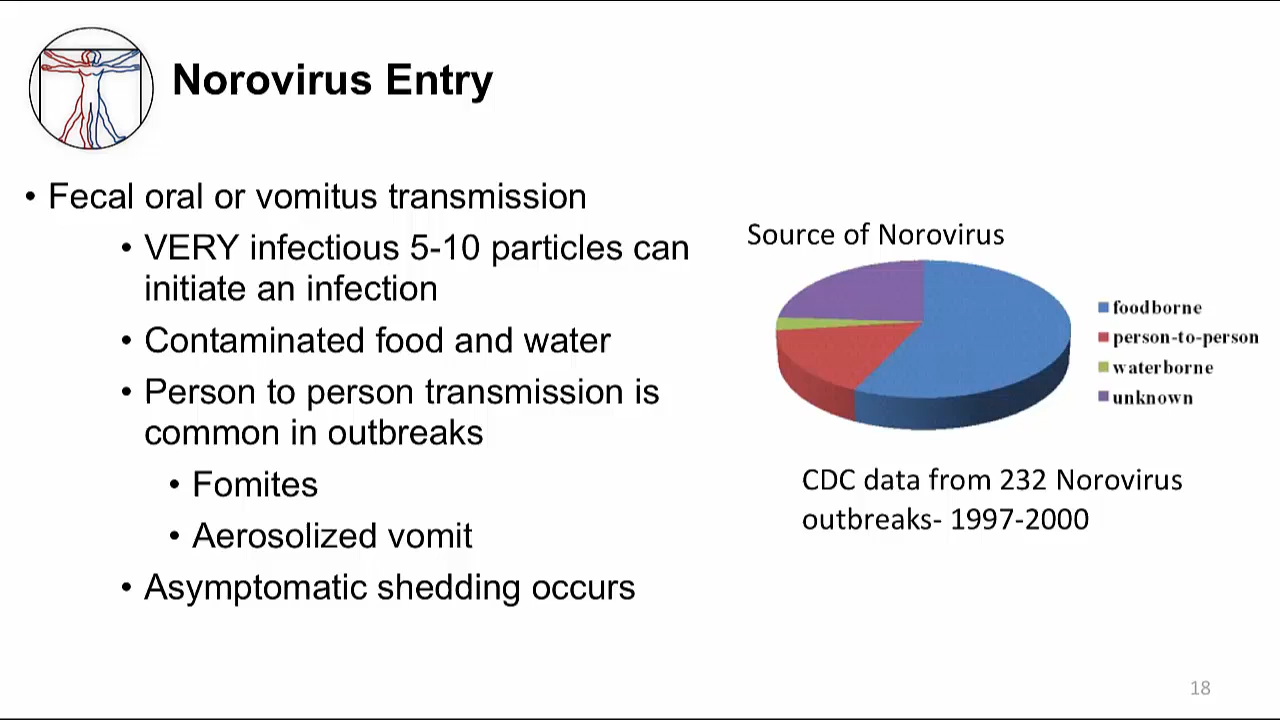 Norovirus Entry
• Fecal oral or vomitus transmission
• VERY infectious 5-10 particles can
initiate an infection
• Contaminated food and water
• Person to person transmission is
common in outbreaks
• Fomites
• Aerosolized vomit
• Asymptomatic shedding occurs
Source of Norovirus
foodborne
person-to-person
waterborne
unknown
CDC data from 232 Norovirus
outbreaks- 1997-2000
18